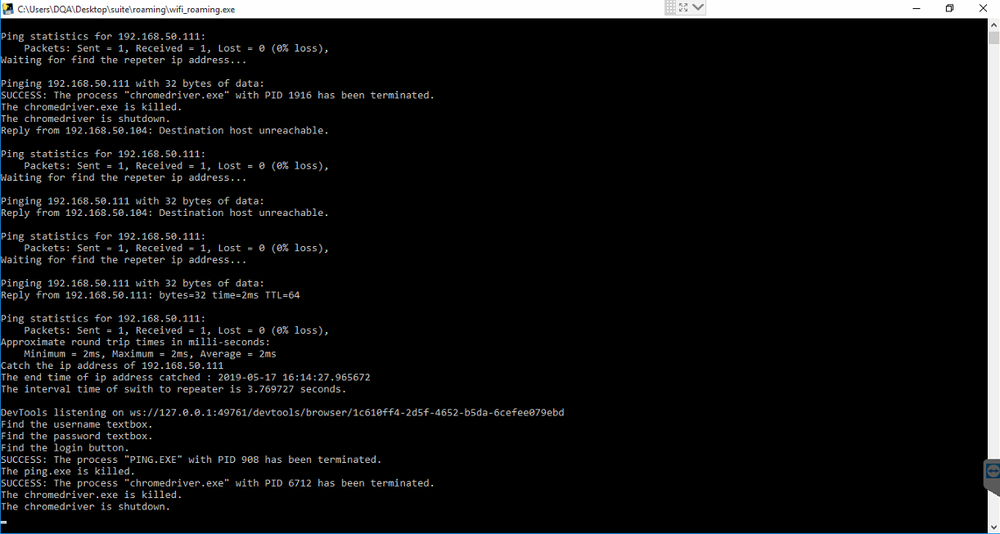 C:\Users\DQA\Desktop\suite\roaming\wifi_roaming.exe
Ping statistics for 192.168.50.111:
    Packets: Sent = 1, Received = 1, Lost = 0 (0% loss),
Waiting for find the repeter ip address...
Pinging 192.168.50.111 with 32 bytes of data:
SUCCESS: The process "chromedriver.exe" with PID 1916 has been terminated.
The chromedriver.exe is killed.
The chromedriver is shutdown.
Reply from 192.168.50.104: Destination host unreachable.
Ping statistics for 192.168.50.111:
    Packets: Sent = 1, Received = 1, Lost = 0 (0% loss),
Waiting for find the repeter ip address...
Pinging 192.168.50.111 with 32 bytes of data:
Reply from 192.168.50.104: Destination host unreachable.
Ping statistics for 192.168.50.111:
    Packets: Sent = 1, Received = 1, Lost = 0 (0% loss),
Waiting for find the repeter ip address...
Pinging 192.168.50.111 with 32 bytes of data:
Reply from 192.168.50.111: bytes=32 time=2ms TTL=64
Ping statistics for 192.168.50.111:
    Packets: Sent = 1, Received = 1, Lost = 0 (0% loss),
Approximate round trip times in milli-seconds:
    Minimum = 2ms, Maximum = 2ms, Average = 2ms
Catch the ip address of 192.168.50.111
The end time of ip address catched : 2019-05-17 16:14:27.965672
The interval time of swith to repeater is 3.769727 seconds.
DevTools listening on ws://127.0.0.1:49761/devtools/browser/1c610ff4-2d5f-4652-b5da-6cefee079ebd
Find the username textbox.
Find the password textbox.
Find the login button.
SUCCESS: The process "PING.EXE" with PID 908 has been terminated.
The ping.exe is killed.
SUCCESS: The process "chromedriver.exe" with PID 6712 has been terminated.
The chromedriver.exe is killed.
The chromedriver is shutdown.